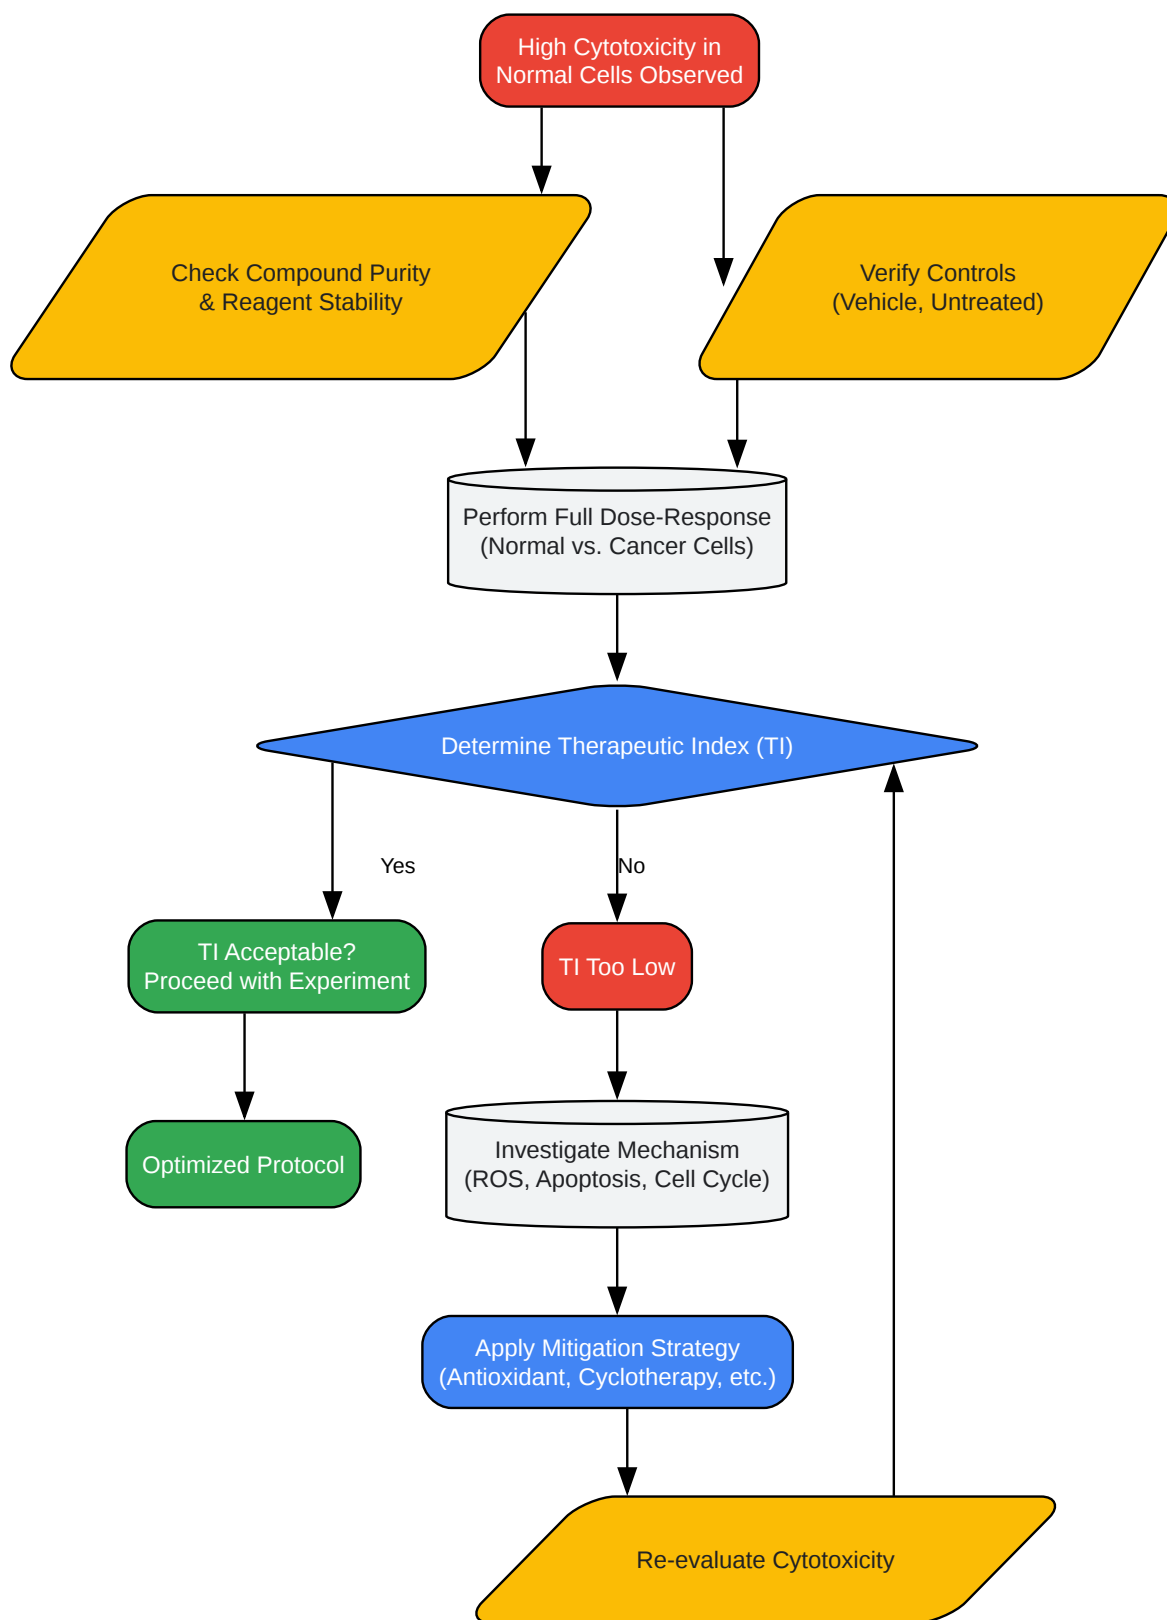 High Cytotoxicity in
Normal Cells Observed
Check Compound Purity
& Reagent Stability
Verify Controls
(Vehicle, Untreated)
Perform Full Dose-Response
(Normal vs. Cancer Cells)
Determine Therapeutic Index (TI)
Yes
No
TI Acceptable?
Proceed with Experiment
TI Too Low
Optimized Protocol
Investigate Mechanism
(ROS, Apoptosis, Cell Cycle)
Apply Mitigation Strategy
(Antioxidant, Cyclotherapy, etc.)
Re-evaluate Cytotoxicity